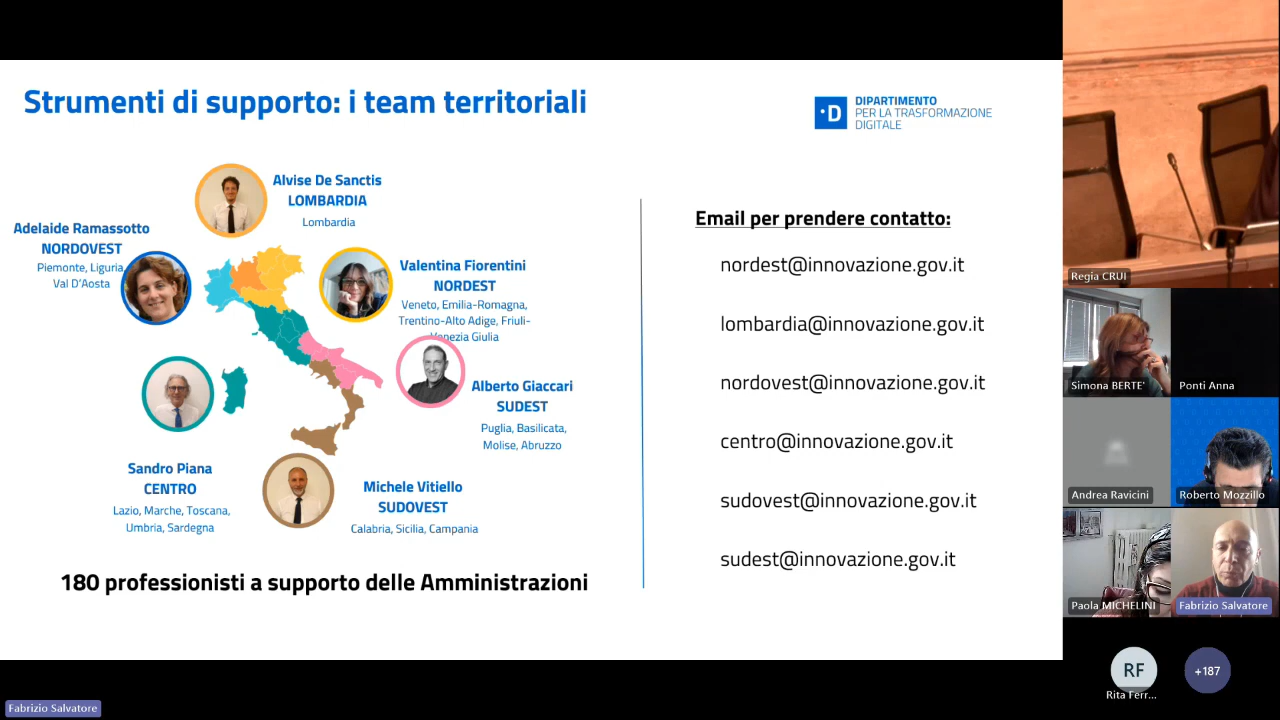 Strumenti di supporto: i team territoriali
·D
DIPARTIMENTO
PER LA TRASFORMAZIONE
DIGITALE
Alvise De Sanctis
LOMBARDIA
Lombardia
Adelaide Ramassotto
NORDOVEST
Piemonte, Liguria,
Val D’Aosta
Valentina Fiorentini
NORDEST
Veneto, Emilia-Romagna,
Trentino-Alto Adige, Friuli-
Venezia Giulia
Alberto Giaccari
SUDEST
Puglia, Basilicata,
Molise, Abruzzo
Sandro Piana
CENTRO
Lazio, Marche, Toscana,
Umbria, Sardegna
Michele Vitiello
SUDOVEST
Calabria, Sicilia, Campania
180 professionisti a supporto delle Amministrazioni
Email per prendere contatto:
nordest@innovazione.gov.it
lombardia@innovazione.gov.it
nordovest@innovazione.gov.it
centro@innovazione.gov.it
sudovest@innovazione.gov.it
sudest@innovazione.gov.it
Regia CRUI
Simona BERTE'
Ponti Anna
Andrea Ravicini
Roberto Mozzillo
Paola MICHELINI
Fabrizio Salvatore
RF
+187
Rita Ferr...
Fabrizio Salvatore